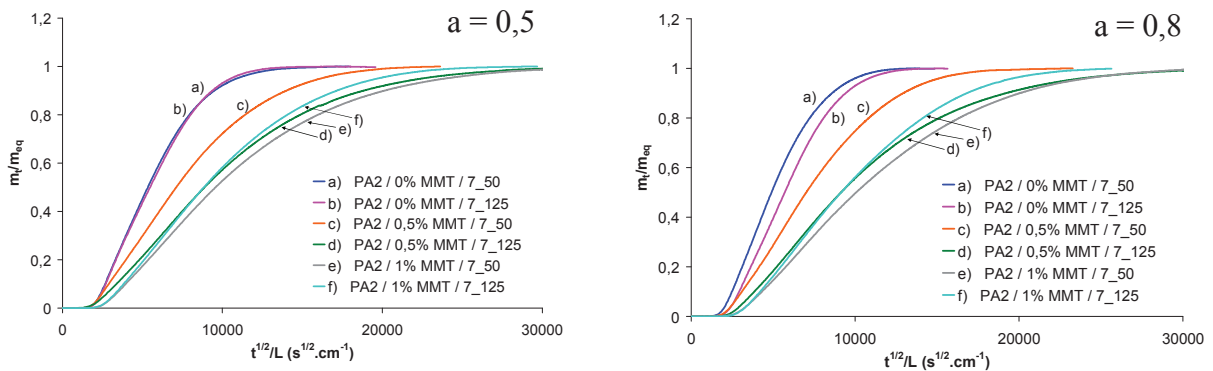 a = 0,5
1,2
1
0,8
0,6
0,4
0,2
0
m_t/m_eq
a)
b)
c)
f)
e)
d)
a) PA2 / 0% MMT / 7_50
b) PA2 / 0% MMT / 7_125
c) PA2 / 0,5% MMT / 7_50
d) PA2 / 0,5% MMT / 7_125
e) PA2 / 1% MMT / 7_50
f) PA2 / 1% MMT / 7_125
0 10000 20000 30000
t^1/2/L (s^1/2.cm^-1)
a = 0,8
1,2
1
0,8
0,6
0,4
0,2
0
m_t/m_eq
a)
b)
c)
f)
e)
d)
a) PA2 / 0% MMT / 7_50
b) PA2 / 0% MMT / 7_125
c) PA2 / 0,5% MMT / 7_50
d) PA2 / 0,5% MMT / 7_125
e) PA2 / 1% MMT / 7_50
f) PA2 / 1% MMT / 7_125
0 10000 20000 30000
t^1/2/L (s^1/2.cm^-1)